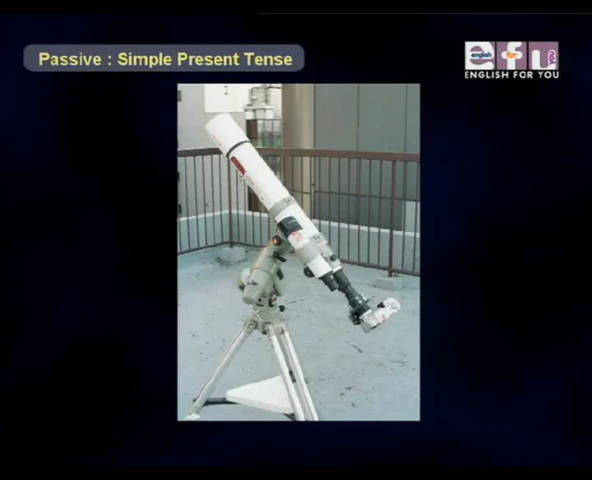 Passive : Simple Present Tense
english for you
ENGLISH FOR YOU